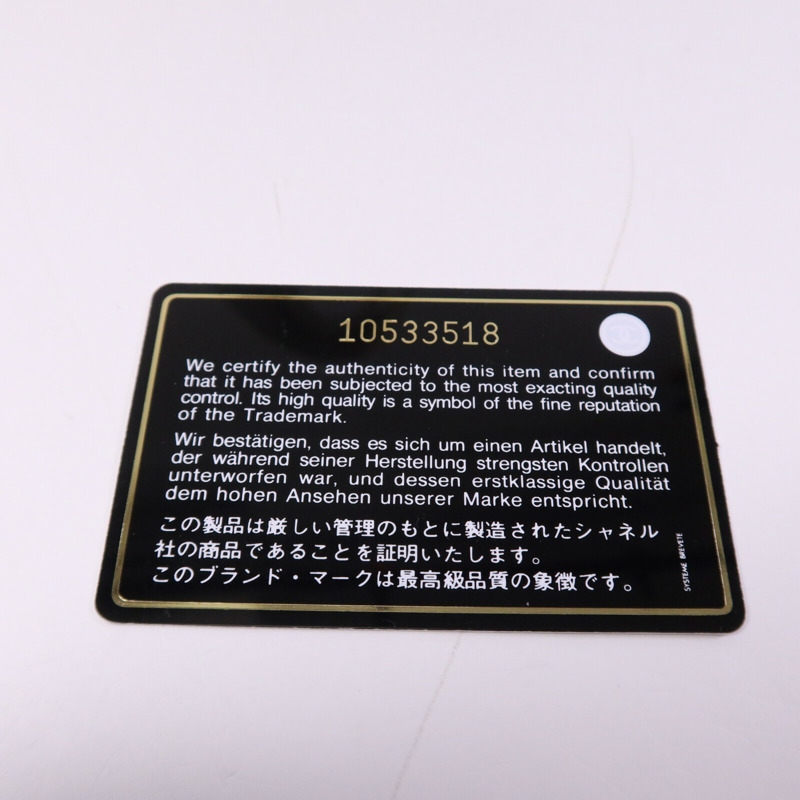 10533518
We certify the authenticity of this item and confirm
that it has been subjected to the most exacting quality
control. Its high quality is a symbol of the fine reputation
of the Trademark.
Wir bestätigen, dass es sich um einen Artikel handelt,
der während seiner Herstellung strengsten Kontrollen
unterworfen war, und dessen erstklassige Qualität
dem hohen Ansehen unserer Marke entspricht.
この製品は厳しい管理のもとに製造されたシャネル
社の商品であることを証明いたします。
このブランド・マークは最高級品質の象徴です。
SYSTEME BREVETE